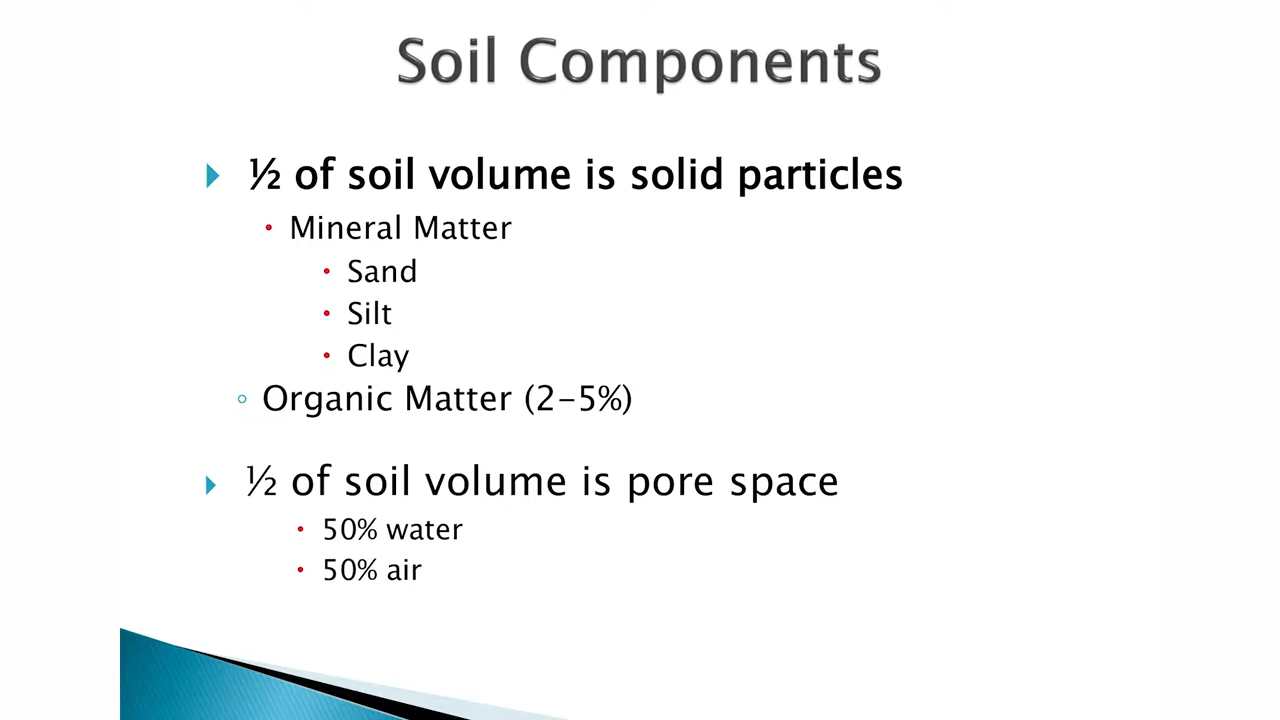 Soil Components
½ of soil volume is solid particles
Mineral Matter
Sand
Silt
Clay
Organic Matter (2-5%)
½ of soil volume is pore space
50% water
50% air